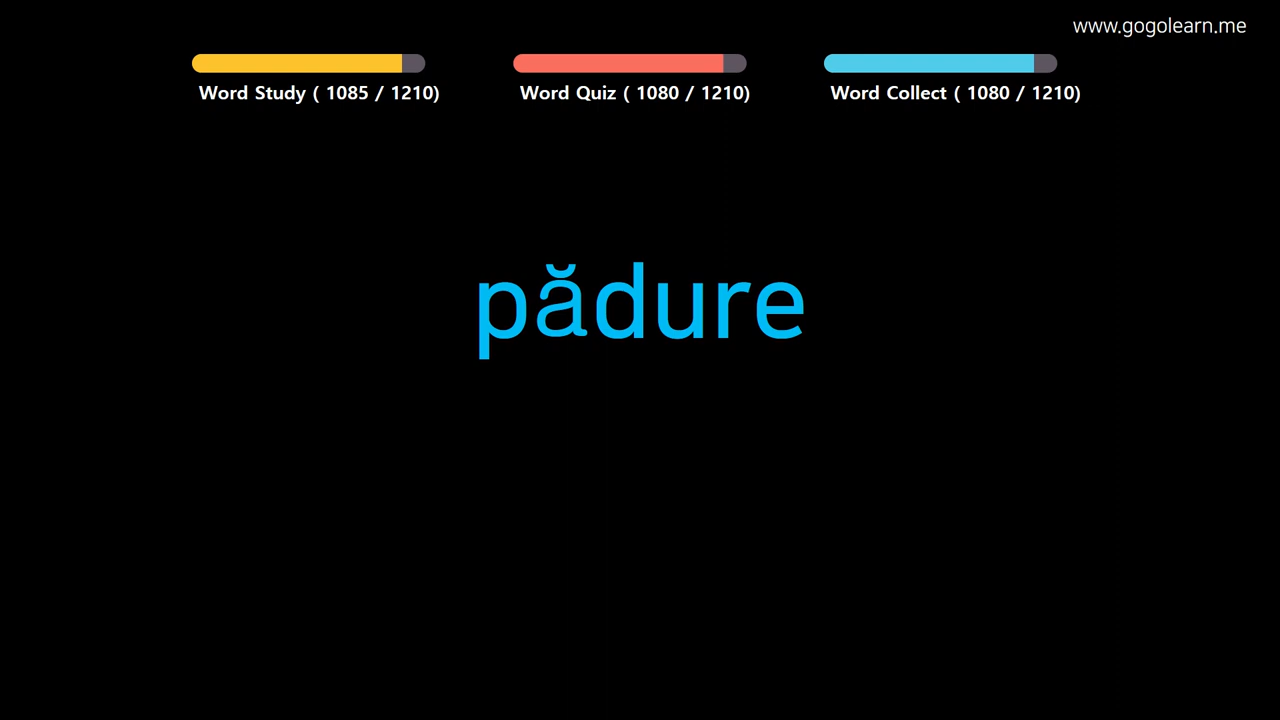 www.gogolearn.me
Word Study ( 1085 / 1210)
Word Quiz ( 1080 / 1210)
Word Collect ( 1080 / 1210)
pădure